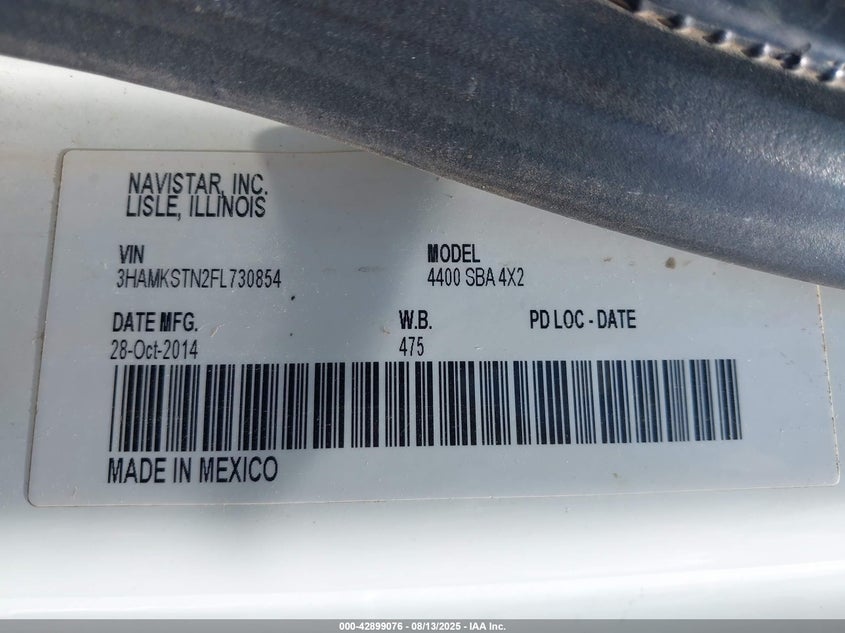 NAVISTAR, INC.
LISLE, ILLINOIS
VIN MODEL
3HAMKSTN2FL730854 4400 SBA 4X2
DATE MFG. W.B. PD LOC - DATE
28-Oct-2014 475
MADE IN MEXICO
000-42899076 - 08/13/2025 - IAA Inc.